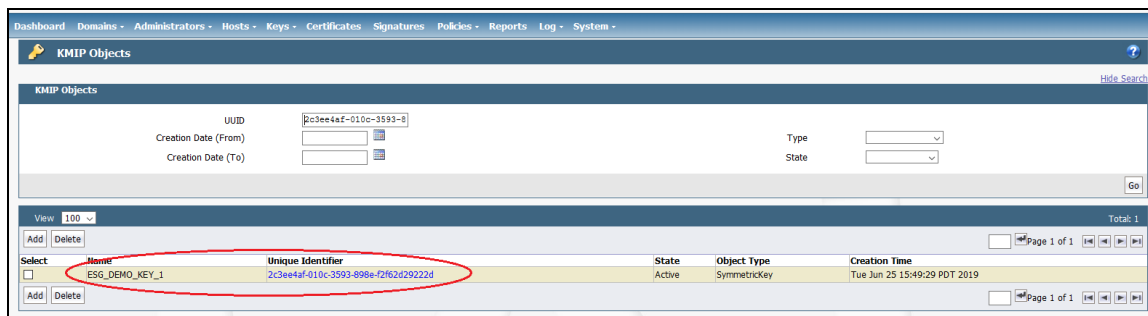 Dashboard Domains Administrators Hosts Keys Certificates Signatures Policies Reports Log System
KMIP Objects
?
Hide Search
KMIP Objects
UUID 2c3ee4af-010c-3593-8
Creation Date (From) Type
Creation Date (To) State
Go
View 100 Total: 1
Add Delete Page 1 of 1
Select Name Unique Identifier State Object Type Creation Time
ESG_DEMO_KEY_1 2c3ee4af-010c-3593-898e-f2f62d29222d Active SymmetricKey Tue Jun 25 15:49:29 PDT 2019
Add Delete Page 1 of 1